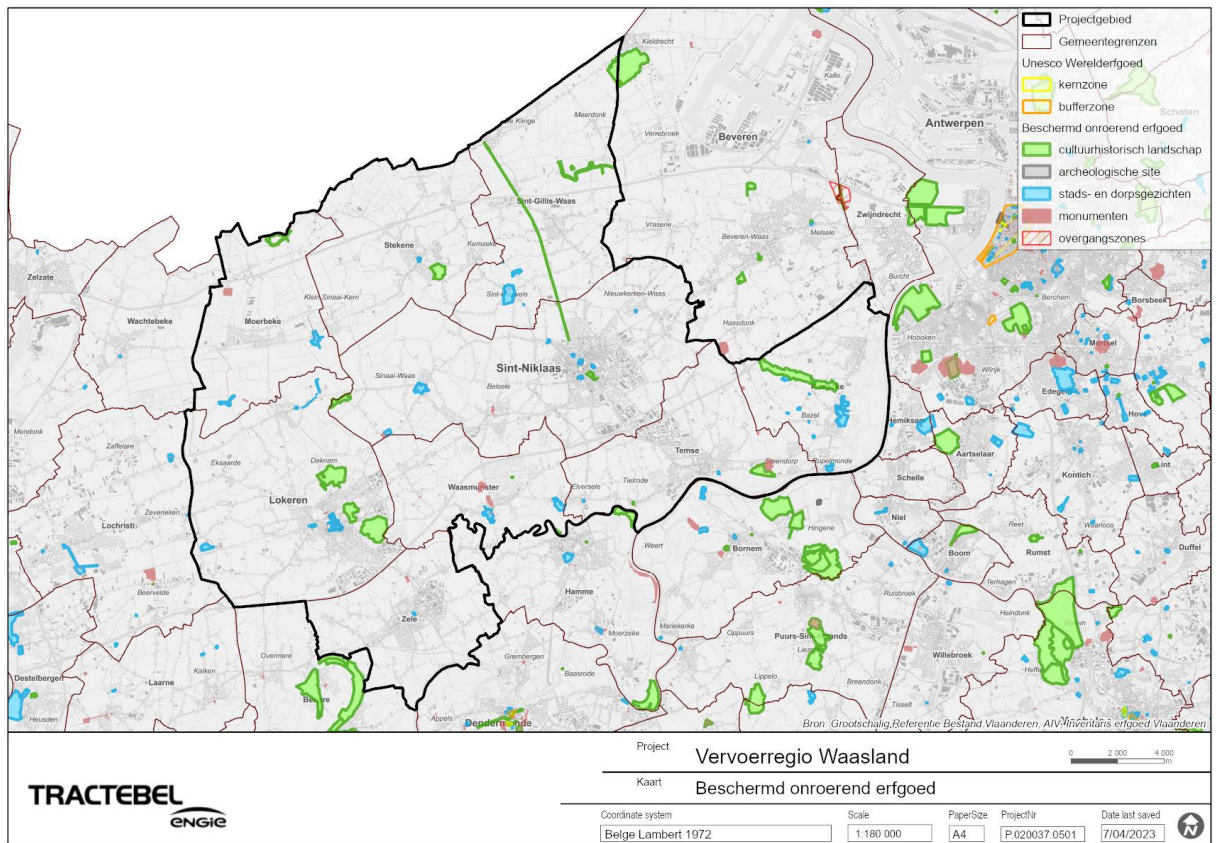 Projectgebied
Gemeentegrenzen
Unesco Werelderfgoed
kernzone
bufferzone
Beschermd onroerend erfgoed
cultuurhistorisch landschap
archeologische site
stads- en dorpsgezichten
monumenten
overgangszones
Kieldrecht
Kallo
Schoten
Antwerpen
Beveren
Meerdonk
De Klinge
Verrebroek
Sint-Gillis-Waas
Zwijndrecht
Vrasene
Melsele
Beveren-Waas
Stekene
Kemzeke
Zelzate
Burcht
Berchem
Borsbeek
Klein Sinaai-Kern
Nieuwkerken-Waas
Wachtebeke
Moerbeke
Haasdonk
Hoboken
Mortsel
Sint-Niklaas
Wilrijk
Sinaai-Waas
Belsele
Edegem
Bazel
Hove
Mendonk
Zaffelare
Hemiksem
Temse
Aartselaar
Eksaarde
Daknam
Steendorp
Rupelmonde
Kontich
Lint
Waasmunster
Elversele
Tielrode
Schelle
Lokeren
Zeveneken
Lochristi
Hingene
Niel
Reet
Waarloos
Weert
Bornem
Boom
Rumst
Duffel
Beervelde
Hamme
Ruisbroek
Terhagen
Zele
Heindonk
Moerzeke
Mariekerke
Oppuurs
Puurs-Sint-Amands
Liezele
Willebroek
Overmere
Grembergen
Kalken
Destelbergen
Laarne
Baasrode
Lippelo
Breendonk
Heusden
Berlare
Tisselt
Appels
Dendermonde
Bron: Grootschalig Referentie Bestand Vlaanderen, AIV; Inventaris erfgoed Vlaanderen
Project Vervoerregio Waasland
0 2 000 4 000
m
Kaart Beschermd onroerend erfgoed
TRACTEBEL
ENGIE
Coordinate system Scale PaperSize ProjectNr Date last saved
Belge Lambert 1972 1:180 000 A4 P.020037.0501 7/04/2023
N